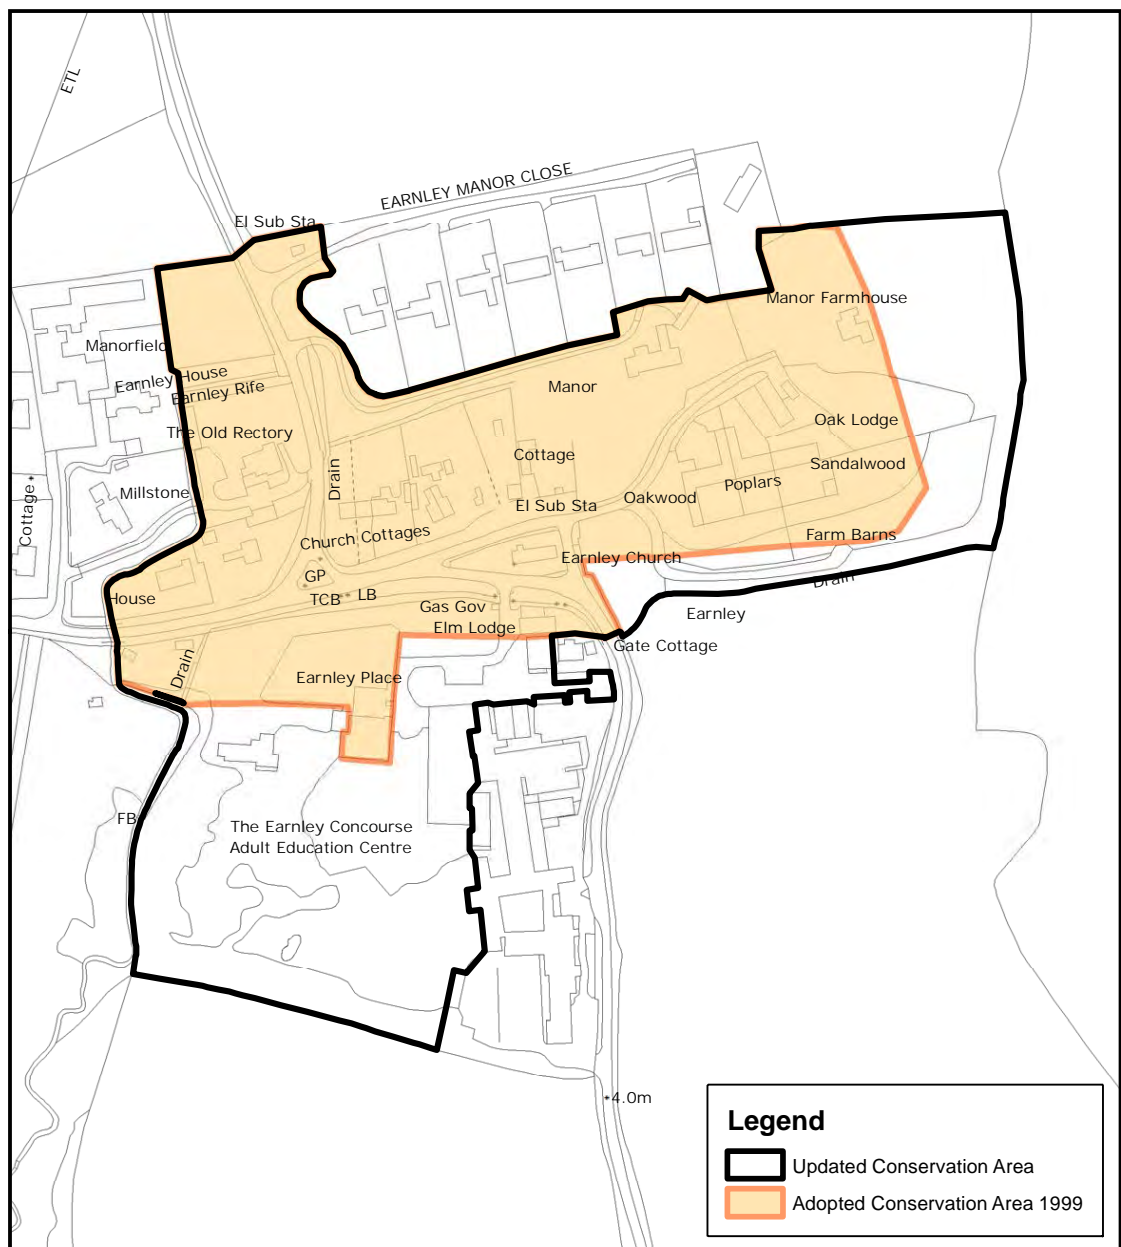 ETL
EARNLEY MANOR CLOSE
El Sub Sta
Manor Farmhouse
Manorfield
Earnley House
Earnley Rife
Manor
The Old Rectory
Oak Lodge
Cottage
Sandalwood
Drain
Poplars
Millstone
Oakwood
El Sub Sta
Cottage
Church Cottages
Farm Barns
Earnley Church
GP
Drain
House
TCB
LB
Gas Gov
Earnley
Elm Lodge
Gate Cottage
Drain
Earnley Place
FB
The Earnley Concourse
Adult Education Centre
4.0m
Legend
Updated Conservation Area
Adopted Conservation Area 1999